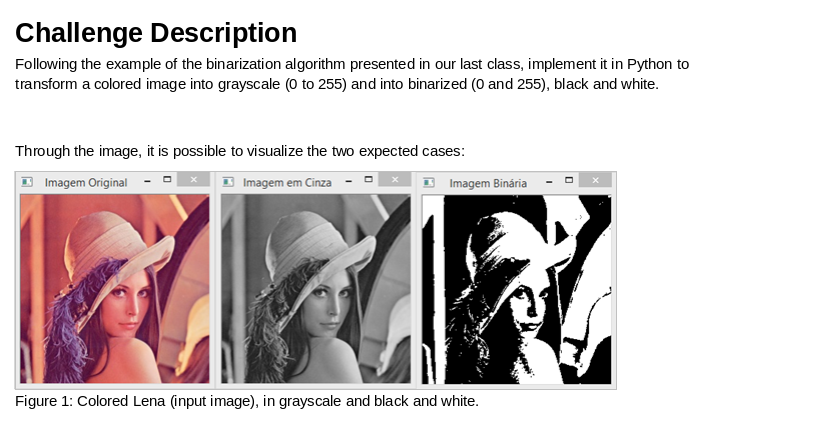 Challenge Description
Following the example of the binarization algorithm presented in our last class, implement it in Python to
transform a colored image into grayscale (0 to 255) and into binarized (0 and 255), black and white.
Through the image, it is possible to visualize the two expected cases:
Imagem Original
Imagem em Cinza
Imagem Binária
Figure 1: Colored Lena (input image), in grayscale and black and white.